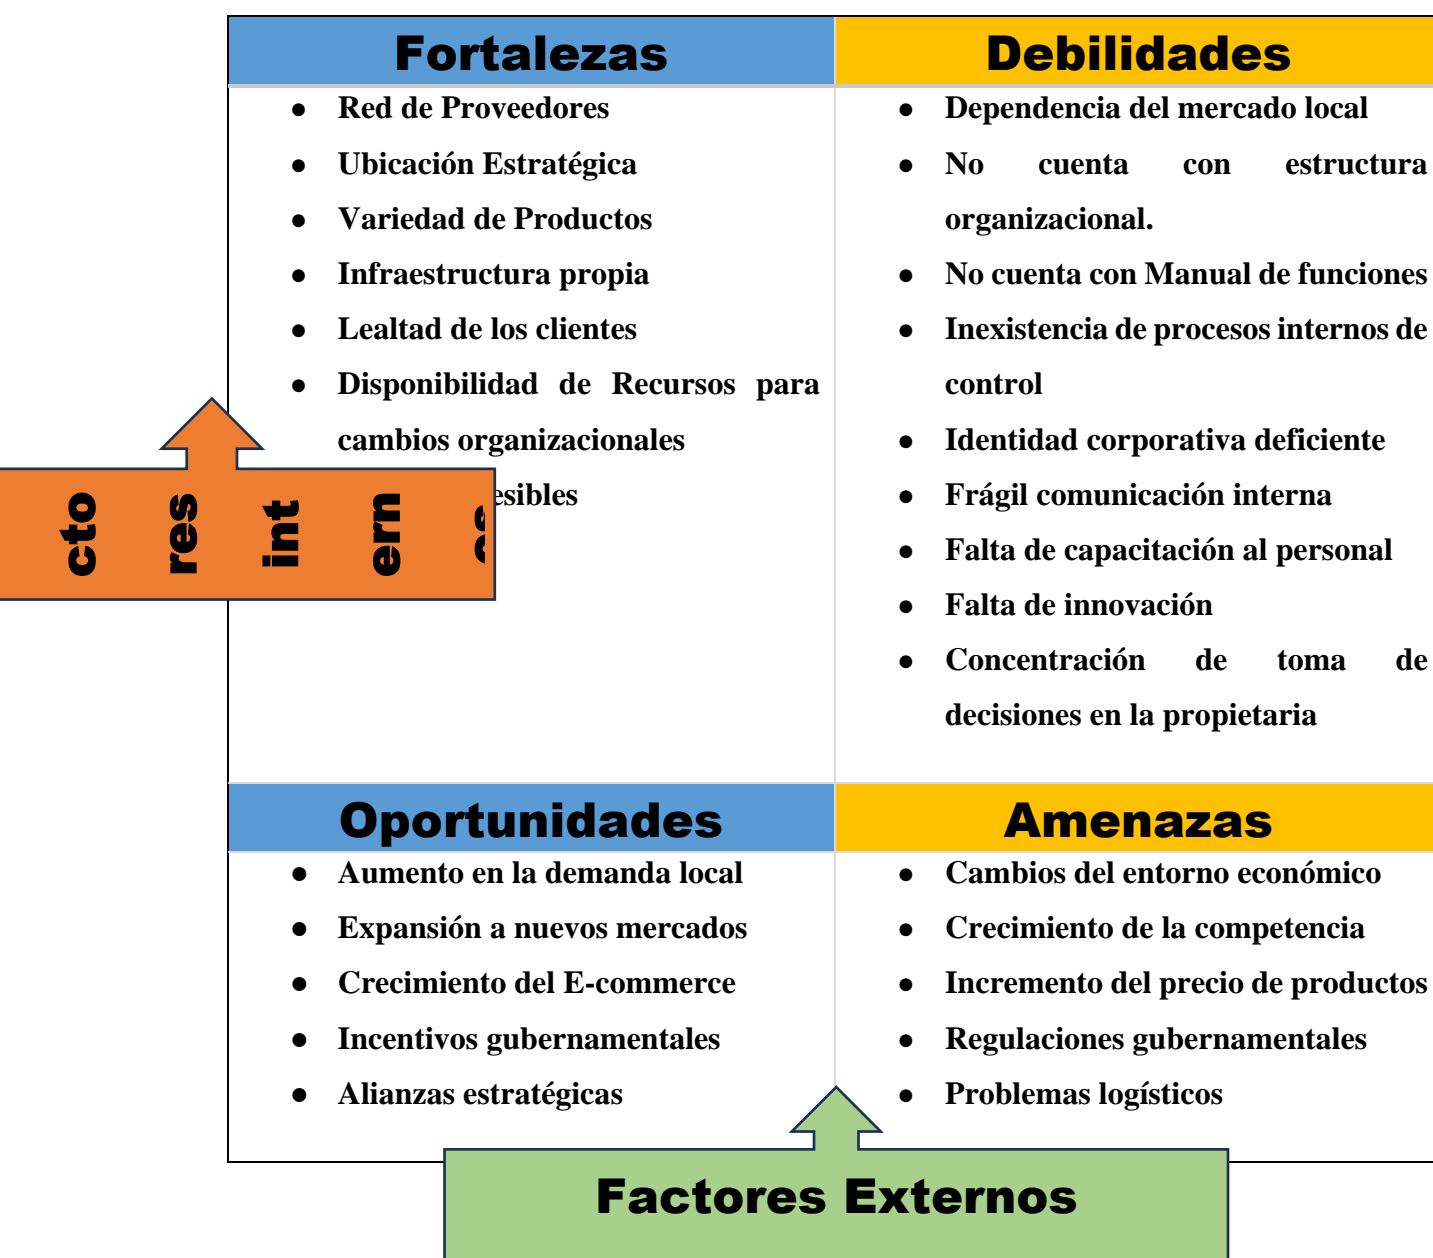 Fortalezas
Red de Proveedores
Ubicación Estratégica
Variedad de Productos
Infraestructura propia
Lealtad de los clientes
Disponibilidad de Recursos para
cambios organizacionales
esibles
Debilidades
Dependencia del mercado local
No cuenta con estructura
organizacional.
No cuenta con Manual de funciones
Inexistencia de procesos internos de
control
Identidad corporativa deficiente
Frágil comunicación interna
Falta de capacitación al personal
Falta de innovación
Concentración de toma de
decisiones en la propietaria
cto
res
int
ern
Oportunidades
Aumento en la demanda local
Expansión a nuevos mercados
Crecimiento del E-commerce
Incentivos gubernamentales
Alianzas estratégicas
Amenazas
Cambios del entorno económico
Crecimiento de la competencia
Incremento del precio de productos
Regulaciones gubernamentales
Problemas logísticos
Factores Externos